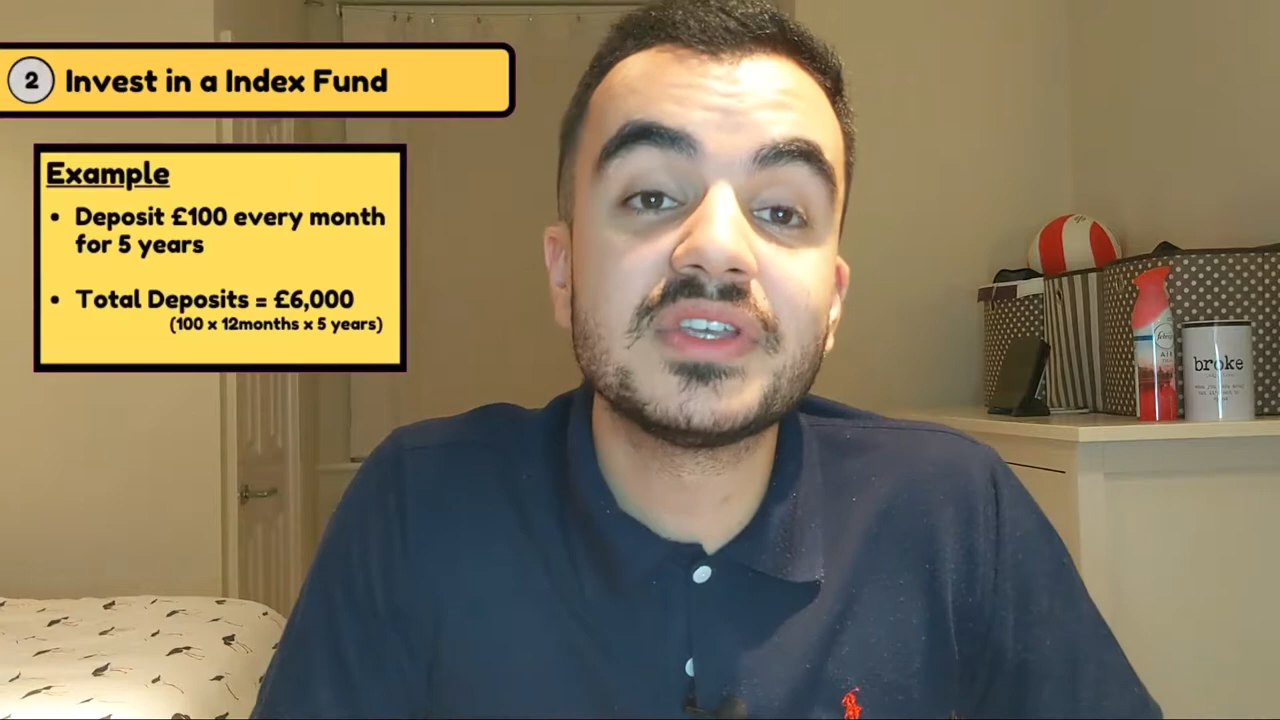 2 Invest in a Index Fund
Example
• Deposit £100 every month
for 5 years
• Total Deposits = £6,000
(100 x 12months x 5 years)
broke